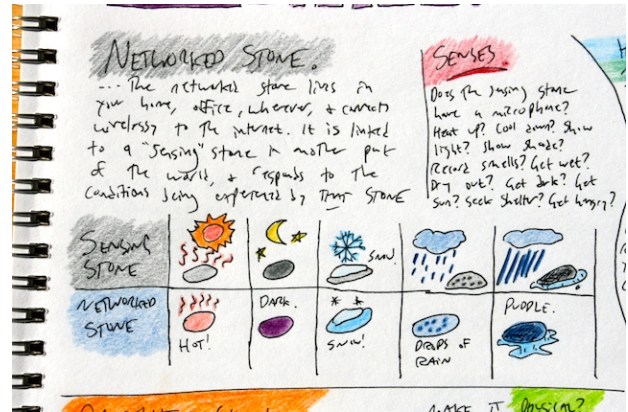 NETWORKED STONE.
... The networked stone lives in
your home, office, wherever, & connects
wirelessly to the internet. It is linked
to a "sensing" stone in another part
of the world, & responds to the
conditions being experienced by THAT STONE
SENSES
Does the sensing stone
have a microphone?
Heat up? Cool down? Show
light? Show shade?
Record smells? Get wet?
Dry out? Get dark? Get
sun? Seek shelter? Get hungry?
SENSING
STONE
SNOW.
NETWORKED
STONE
HOT!
DARK.
SNOW!
DROPS OF
RAIN
PUDDLE.
MAKE IT PHYSICAL?